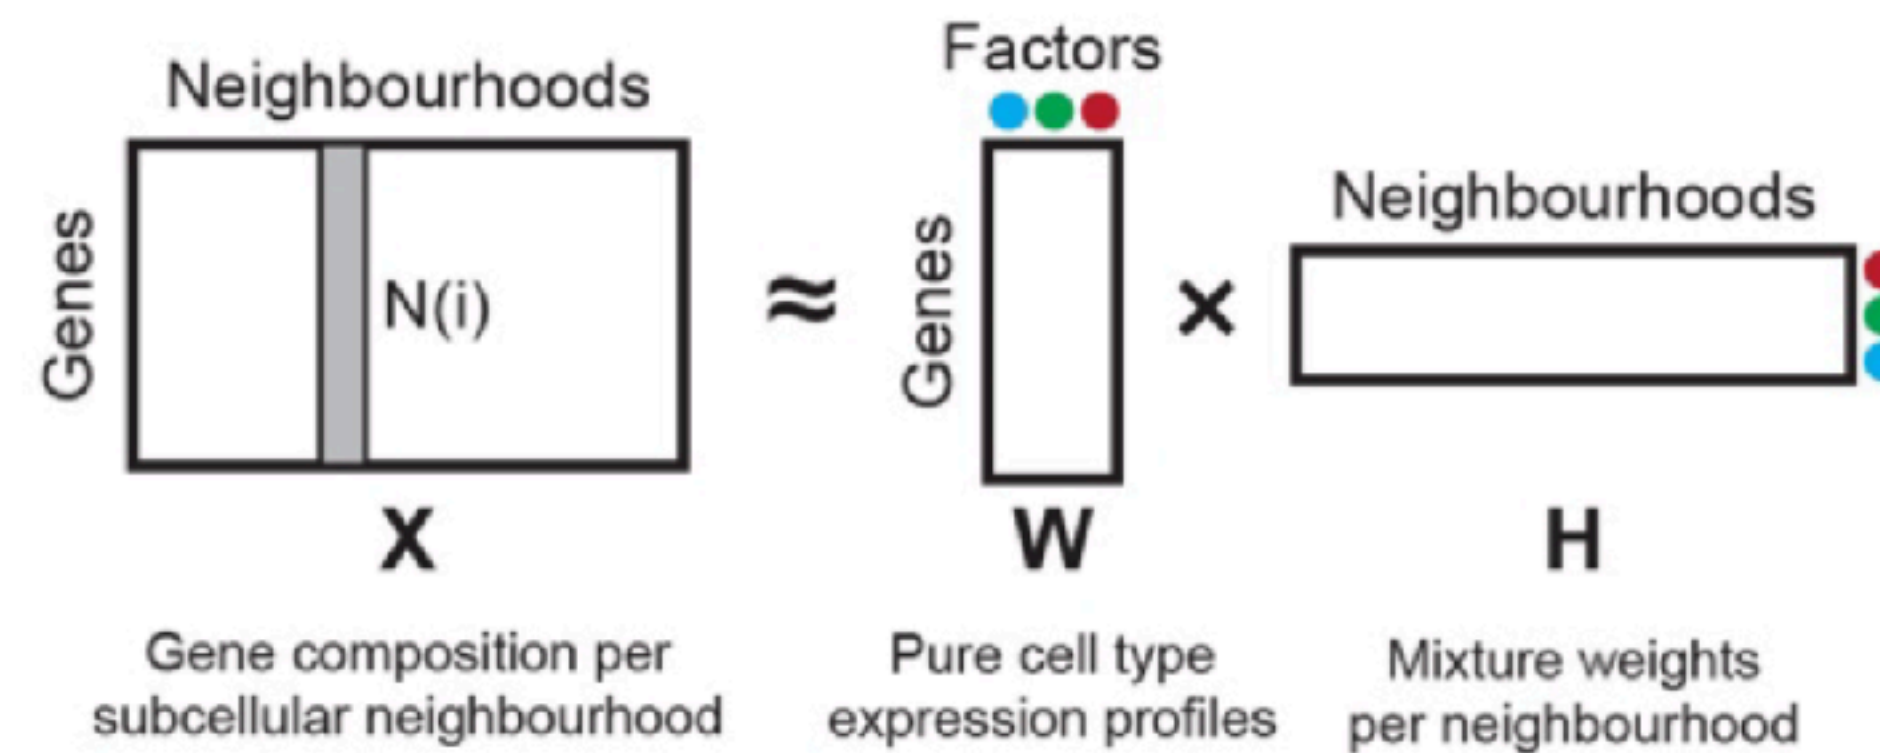 Neighbourhoods
Genes
N(i)
X
Gene composition per
subcellular neighbourhood
≈
Factors
Genes
W
Pure cell type
expression profiles
×
Neighbourhoods
H
Mixture weights
per neighbourhood